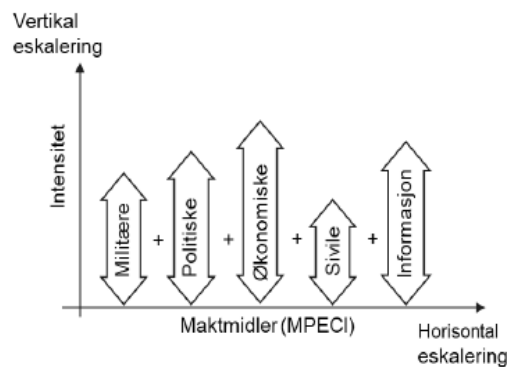 Vertikal
eskalering
Intensitet
Militære
+
Politiske
+
Økonomiske
+
Sivile
+
Informasjon
Maktmidler (MPECI)
Horisontal
eskalering